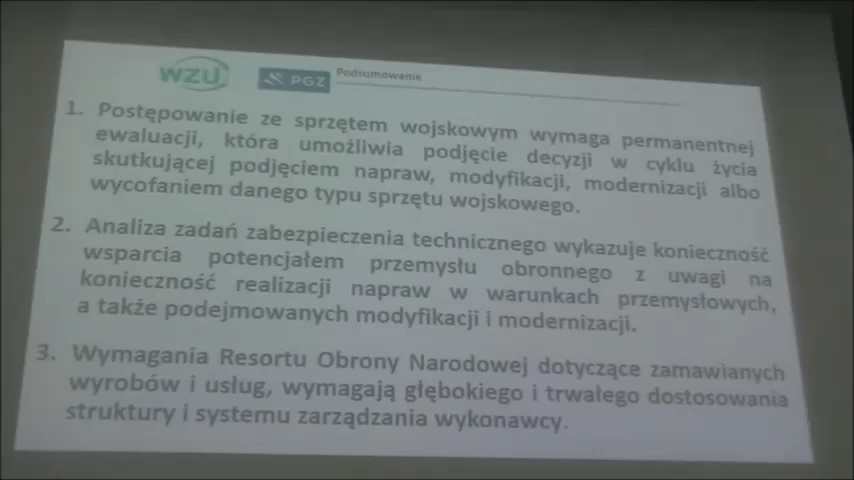 WZU
PGZ
Podsumowanie
1. Postępowanie ze sprzętem wojskowym wymaga permanentnej
ewaluacji, która umożliwia podjęcie decyzji w cyklu życia
skutkującej podjęciem napraw, modyfikacji, modernizacji albo
wycofaniem danego typu sprzętu wojskowego.
2. Analiza zadań zabezpieczenia technicznego wykazuje konieczność
wsparcia potencjałem przemysłu obronnego z uwagi na
konieczność realizacji napraw w warunkach przemysłowych,
a także podejmowanych modyfikacji i modernizacji.
3. Wymagania Resortu Obrony Narodowej dotyczące zamawianych
wyrobów i usług, wymagają głębokiego i trwałego dostosowania
struktury i systemu zarządzania wykonawcy.